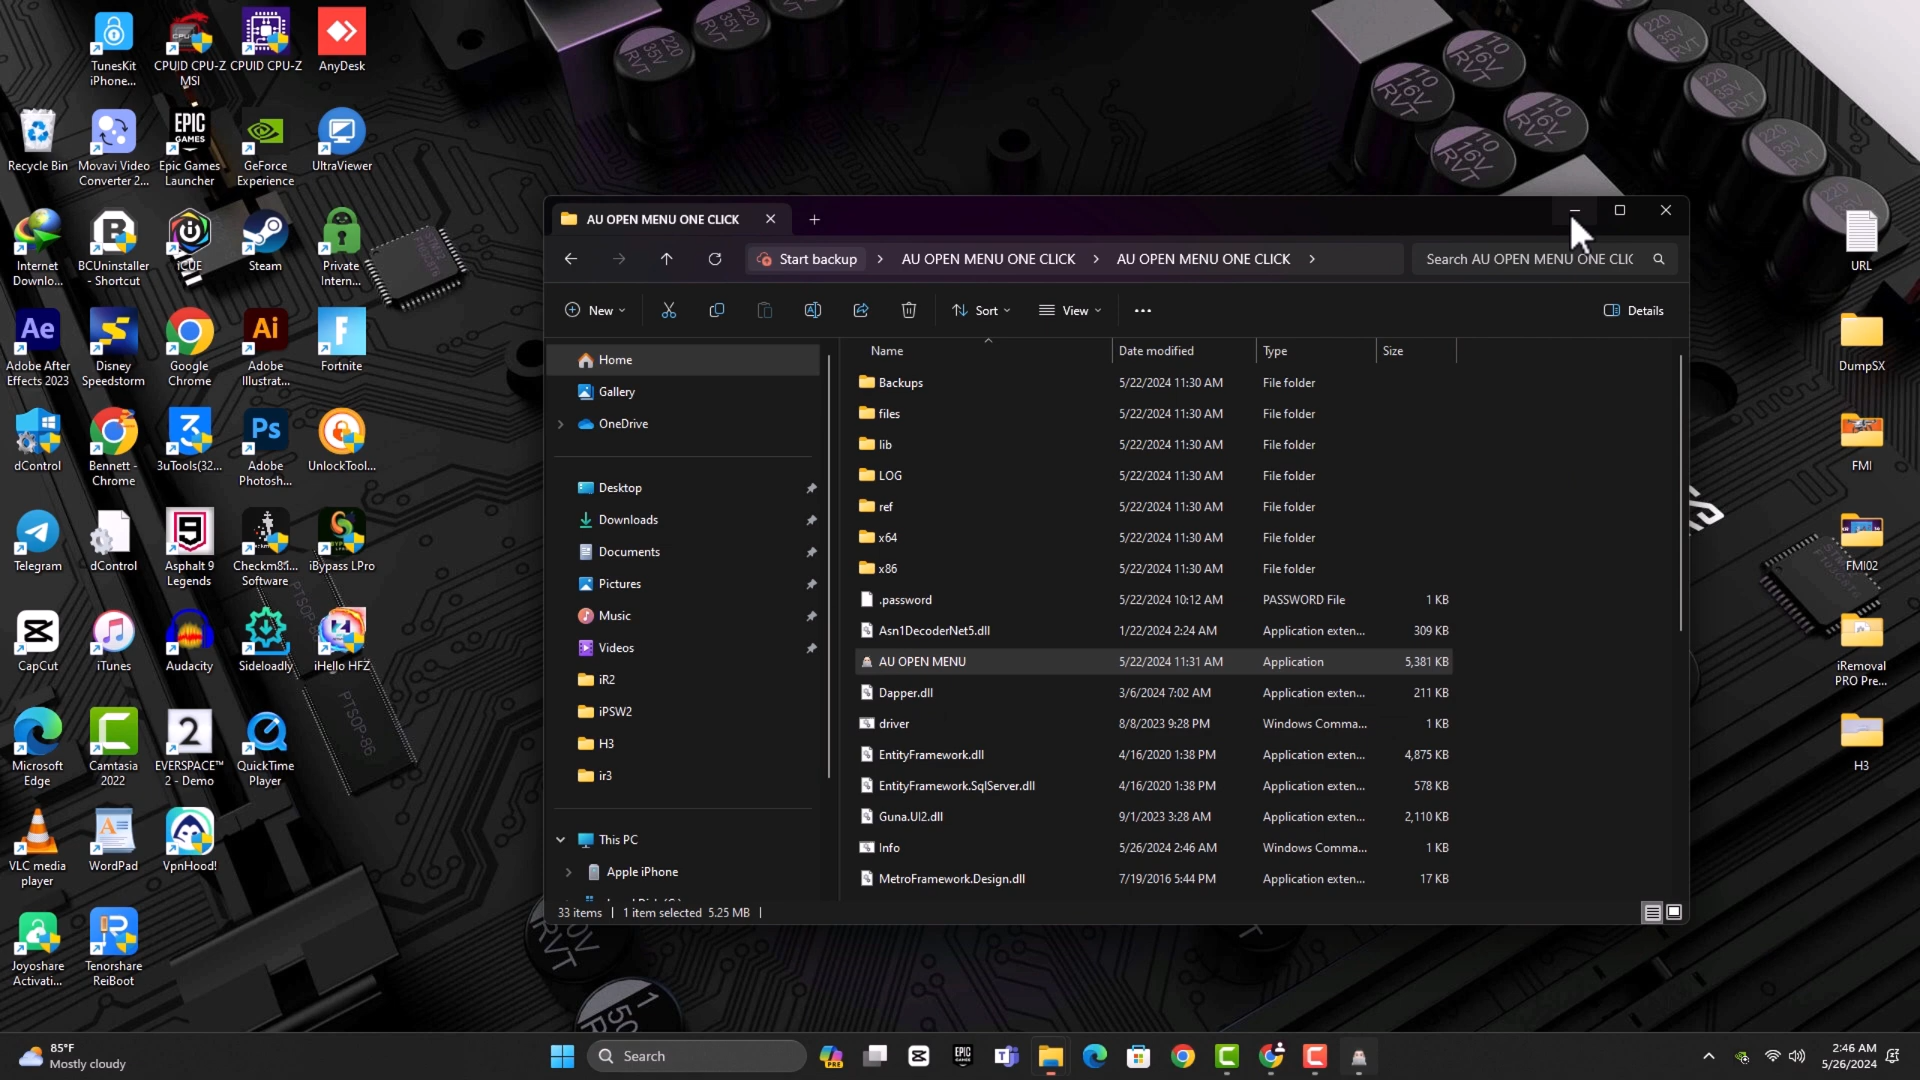 TunesKit
iPhone...
CPUID CPU-Z
MSI
CPUID CPU-Z
AnyDesk
Recycle Bin
Movavi Video
Converter 2...
EPIC
GAMES
Epic Games
Launcher
GeForce
Experience
UltraViewer
Internet
Downlo...
BCUninstaller
- Shortcut
iCUE
Steam
Private
Intern...
Ae
Adobe After
Effects 2023
Disney
Speedstorm
Google
Chrome
Ai
Adobe
Illustrat...
Fortnite
dControl
Bennett -
Chrome
3uTools(32...
Ps
Adobe
Photosh...
UnlockTool...
Telegram
dControl
Asphalt 9
Legends
Checkm8...
Software
iBypass LPro
CapCut
iTunes
Audacity
Sideloadly
iHello HFZ
Microsoft
Edge
Camtasia
2022
EVERSPACE™
2 - Demo
QuickTime
Player
VLC media
player
WordPad
VpnHood!
Joyoshare
Activati...
Tenorshare
ReiBoot
AU OPEN MENU ONE CLICK
Start backup
AU OPEN MENU ONE CLICK
AU OPEN MENU ONE CLICK
Search AU OPEN MENU ONE CLIC
New
Sort
View
Details
Home
Gallery
OneDrive
Desktop
Downloads
Documents
Pictures
Music
Videos
iR2
iPSW2
H3
ir3
This PC
Apple iPhone
Name Date modified Type Size
Backups 5/22/2024 11:30 AM File folder
files 5/22/2024 11:30 AM File folder
lib 5/22/2024 11:30 AM File folder
LOG 5/22/2024 11:30 AM File folder
ref 5/22/2024 11:30 AM File folder
x64 5/22/2024 11:30 AM File folder
x86 5/22/2024 11:30 AM File folder
.password 5/22/2024 10:12 AM PASSWORD File 1 KB
Asn1DecoderNet5.dll 1/22/2024 2:24 AM Application exten... 309 KB
AU OPEN MENU 5/22/2024 11:31 AM Application 5,381 KB
Dapper.dll 3/6/2024 7:02 AM Application exten... 211 KB
driver 8/8/2023 9:28 PM Windows Comma... 1 KB
EntityFramework.dll 4/16/2020 1:38 PM Application exten... 4,875 KB
EntityFramework.SqlServer.dll 4/16/2020 1:38 PM Application exten... 578 KB
Guna.UI2.dll 9/1/2023 3:28 AM Application exten... 2,110 KB
Info 5/26/2024 2:46 AM Windows Comma... 1 KB
MetroFramework.Design.dll 7/19/2016 5:44 PM Application exten... 17 KB
33 items 1 item selected 5.25 MB
URL
DumpSX
FMI
FMI02
iRemoval
PRO Pre...
H3
85°F
Mostly cloudy
Search
2:46 AM
5/26/2024